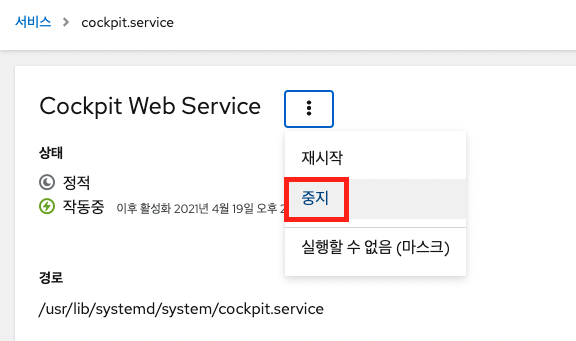 서비스 > cockpit.service
Cockpit Web Service
재시작
상태
중지
정적
작동중 이후 활성화 2021년 4월 19일 오후
실행할 수 없음 (마스크)
경로
/usr/lib/systemd/system/cockpit.service